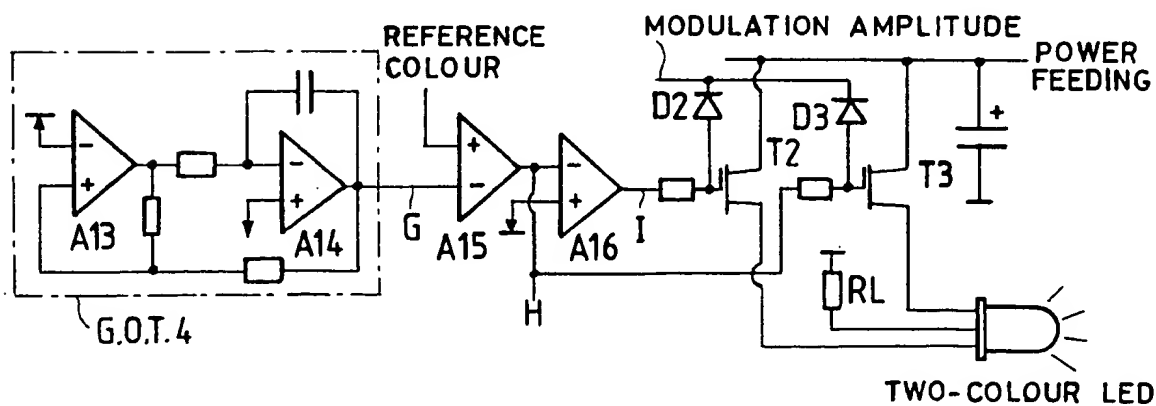 MODULATION AMPLITUDE
REFERENCE
COLOUR
POWER
FEEDING
D2
D3
+
T2
T3
-
+
A13
-
+
A14
+
-
A15
-
+
A16
G
I
H
RL
G.O.T.4
TWO-COLOUR LED